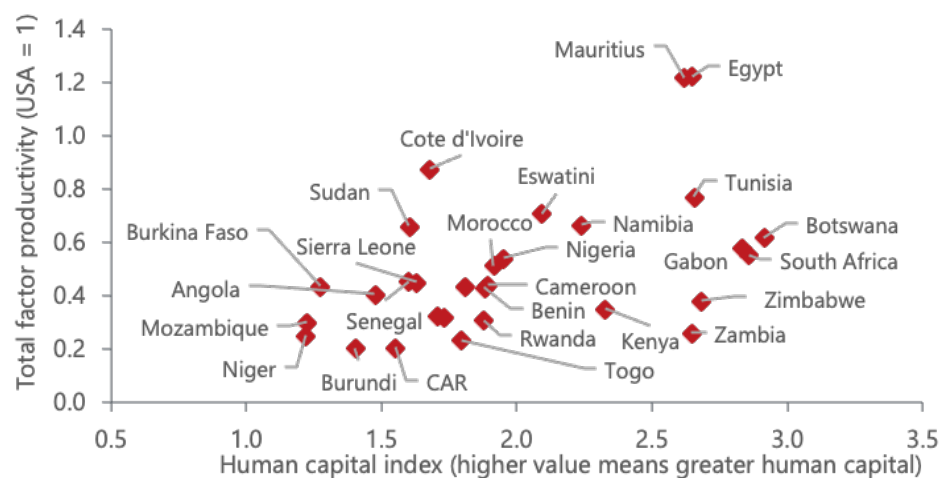 Total factor productivity (USA = 1)
1.4
1.2
1.0
0.8
0.6
0.4
0.2
0.0
Mauritius
Egypt
Cote d'Ivoire
Eswatini
Tunisia
Sudan
Morocco
Namibia
Botswana
Burkina Faso
Sierra Leone
Nigeria
Gabon
South Africa
Angola
Cameroon
Zimbabwe
Mozambique
Senegal
Benin
Rwanda
Kenya
Zambia
Niger
Burundi
CAR
Togo
0.5 1.0 1.5 2.0 2.5 3.0 3.5
Human capital index (higher value means greater human capital)